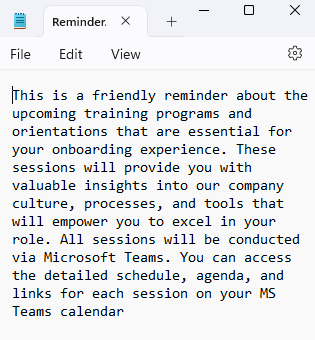 Reminder.
File Edit View
This is a friendly reminder about the
upcoming training programs and
orientations that are essential for
your onboarding experience. These
sessions will provide you with
valuable insights into our company
culture, processes, and tools that
will empower you to excel in your
role. All sessions will be conducted
via Microsoft Teams. You can access
the detailed schedule, agenda, and
links for each session on your MS
Teams calendar